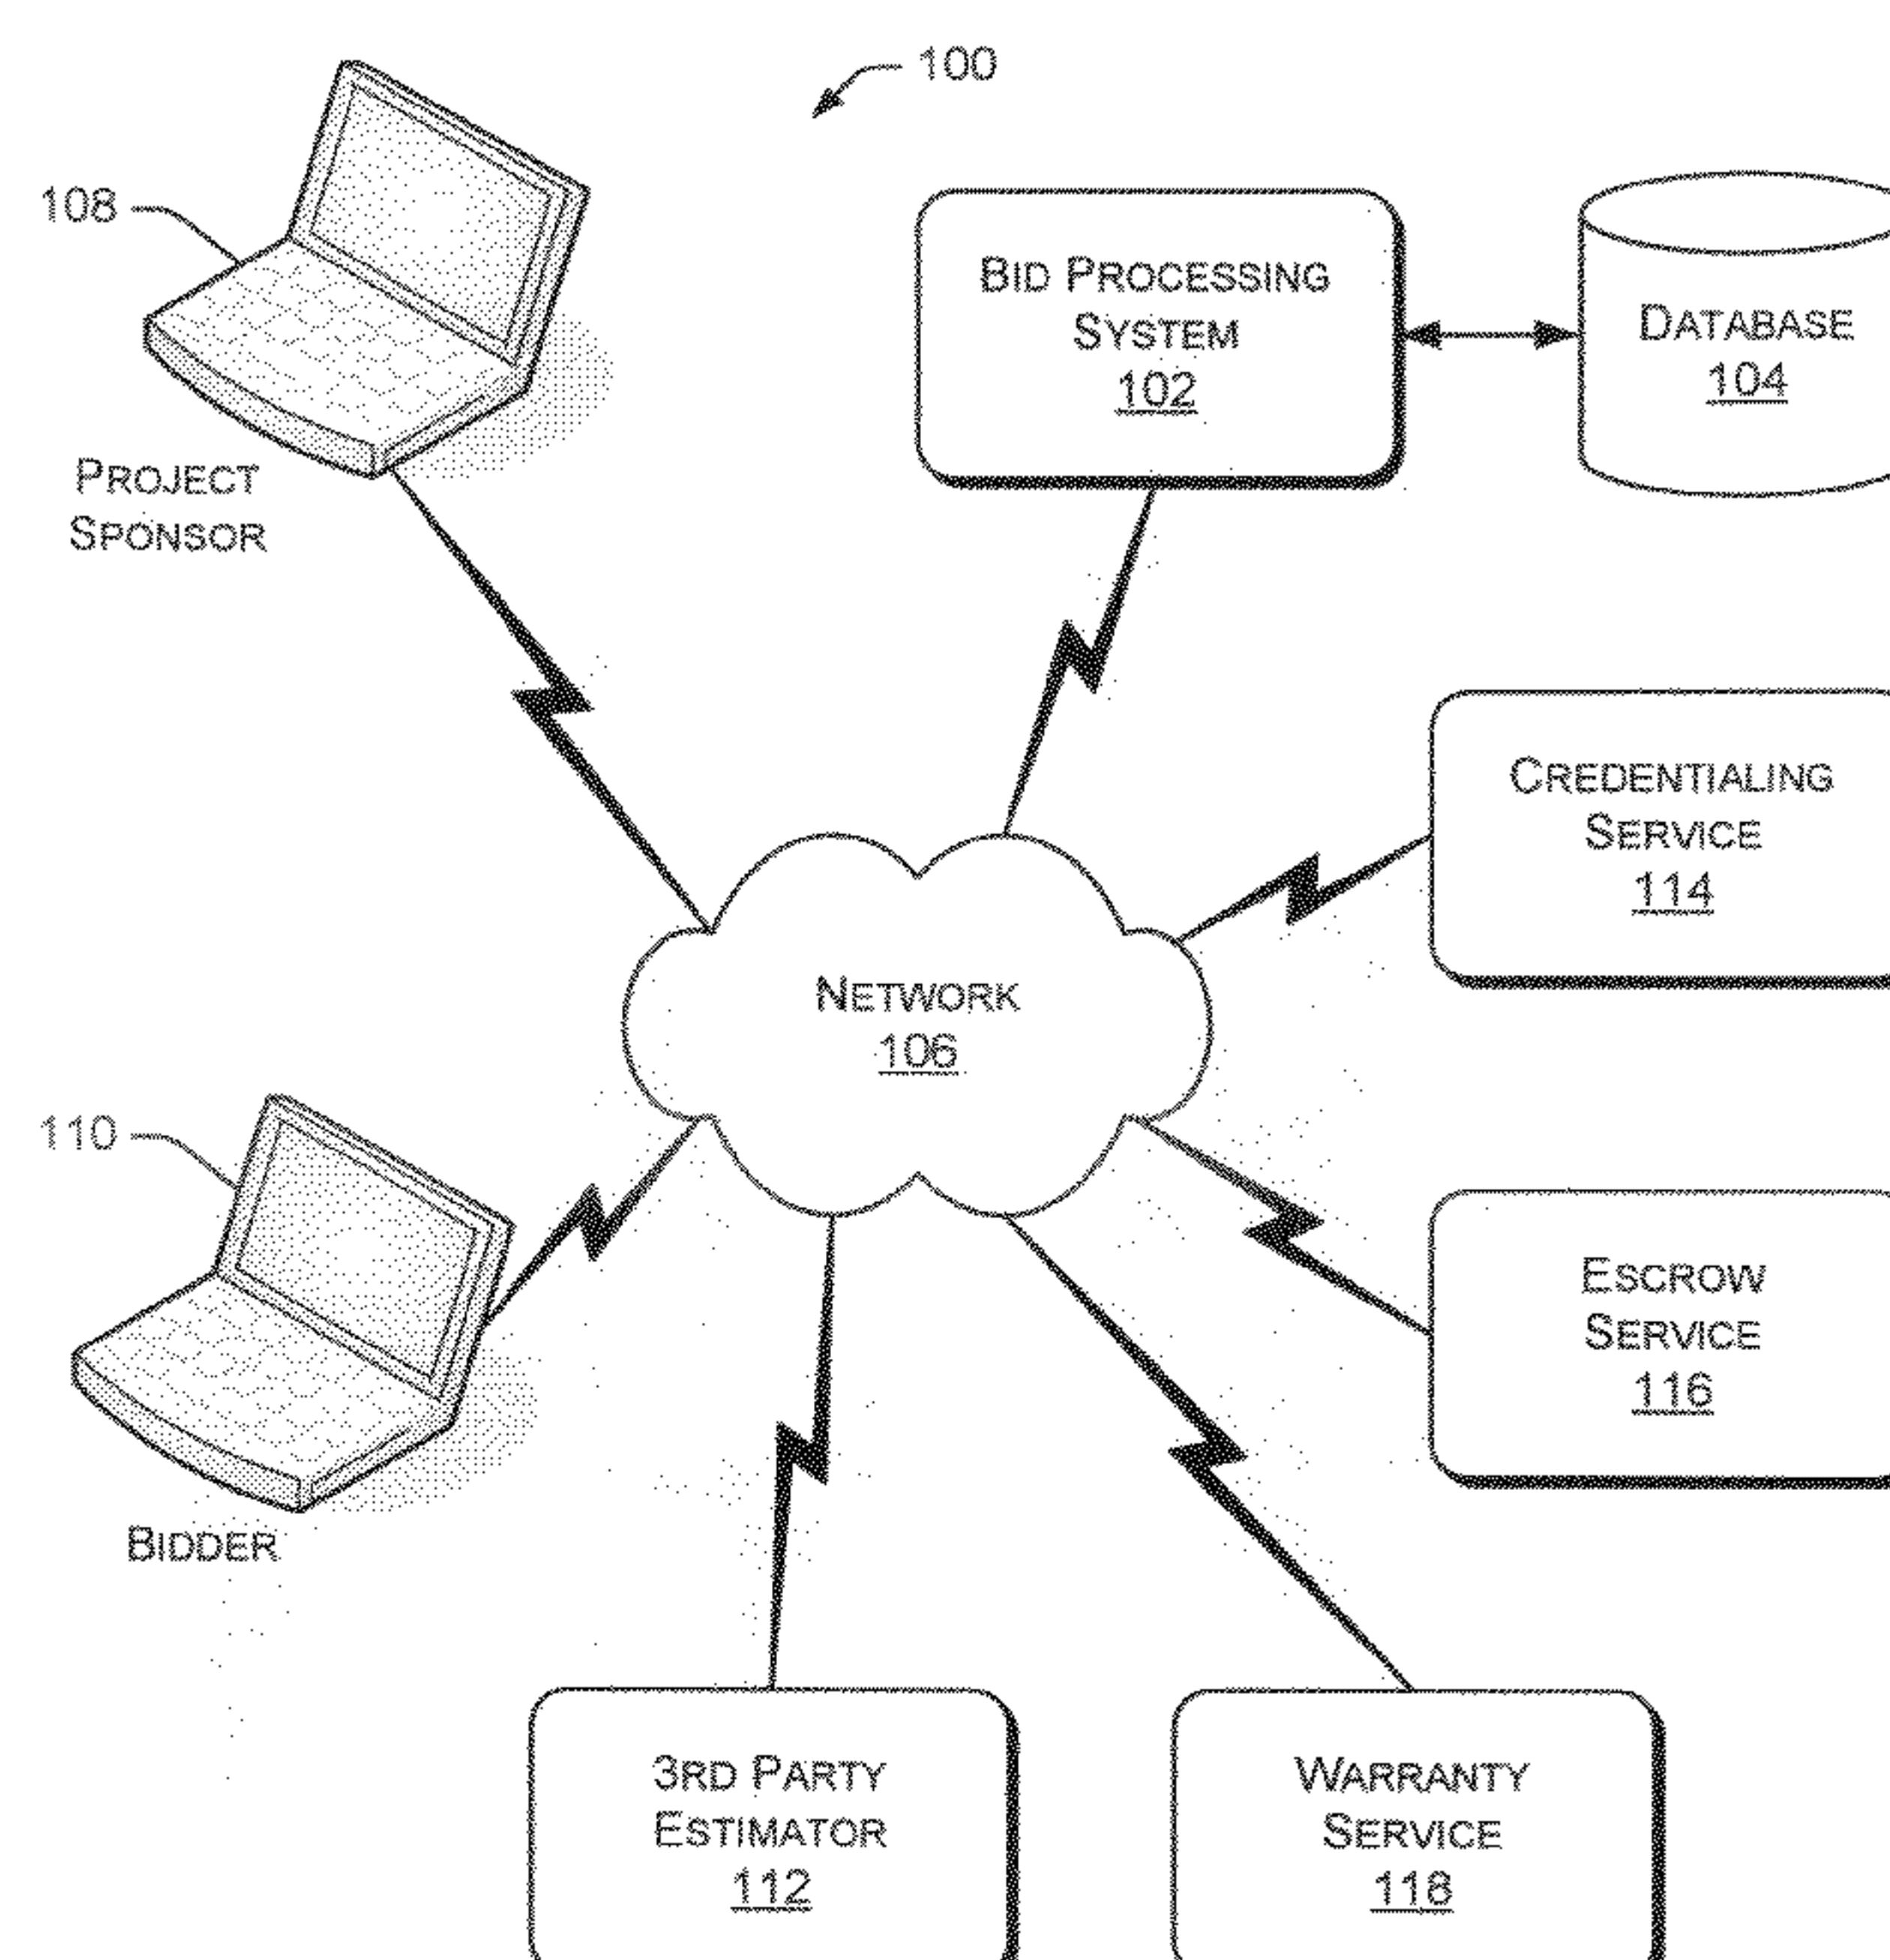 100
108
BID PROCESSING
SYSTEM
102
DATABASE
104
PROJECT
SPONSOR
CREDENTIALING
SERVICE
114
NETWORK
106
110
ESCROW
SERVICE
116
BIDDER
3RD PARTY
ESTIMATOR
112
WARRANTY
SERVICE
118